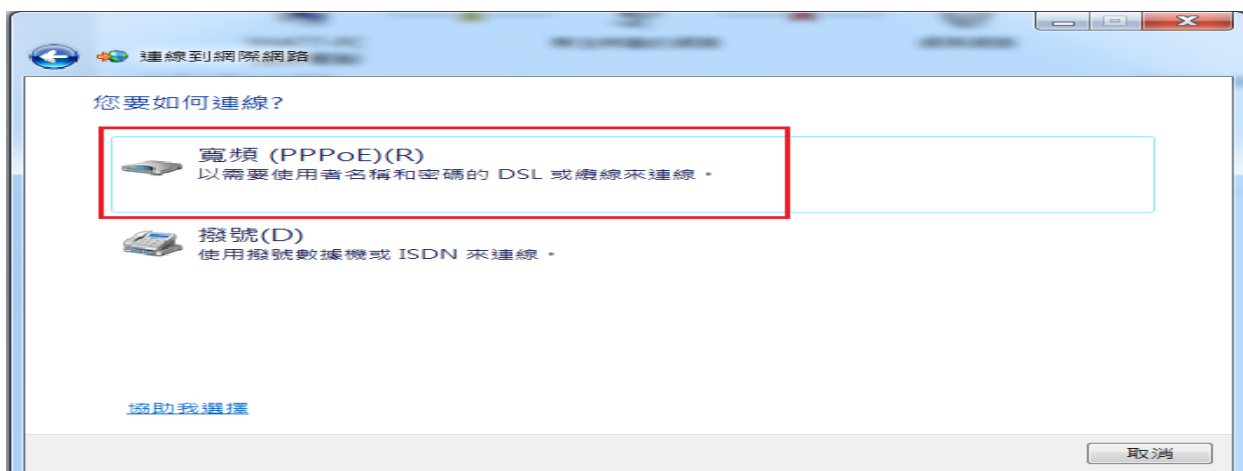 連線到網際網路
您要如何連線?
寬頻 (PPPoE)(R)
以需要使用者名稱和密碼的 DSL 或纜線來連線。
撥號(D)
使用撥號數據機或 ISDN 來連線。
協助我選擇
取消